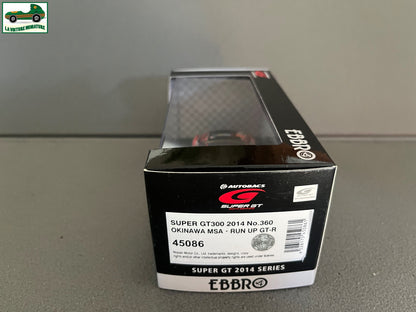 LA VOITURE MINIATURE
EBBRO
AUTOBACS
SUPER GT
SUPER GT300 2014 No.360
OKINAWA MSA · RUN UP GT-R
45086
SUPER GT 2014 SERIES
EBBRO